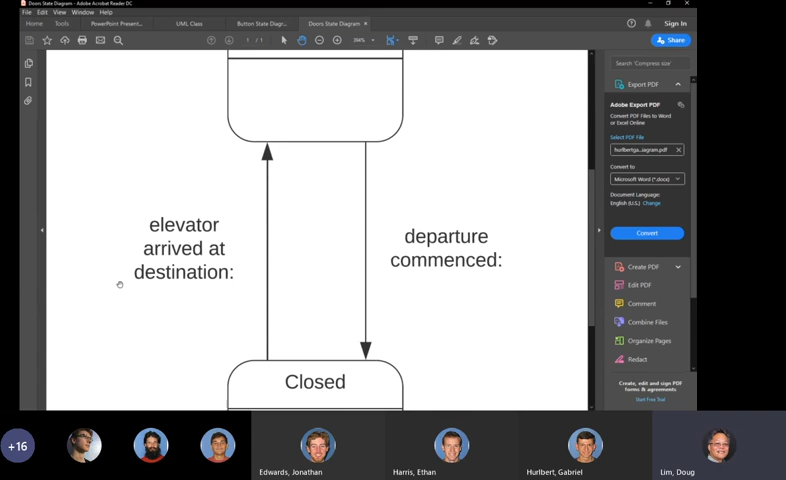 Doors State Diagram - Adobe Acrobat Reader DC
File Edit View Window Help
Home Tools PowerPoint Present... UML Class Button State Diagr... Doors State Diagram × Sign In
1 / 1 394% Share
Search 'Compress size'
Export PDF
Adobe Export PDF
Convert PDF Files to Word
or Excel Online
Select PDF File
hurlbertga...iagram.pdf ×
Convert to
Microsoft Word (*.docx)
Document Language:
English (U.S.) Change
Convert
Create PDF
Edit PDF
Comment
Combine Files
Organize Pages
Redact
Create, edit and sign PDF
forms & agreements
Start Free Trial
elevator
arrived at
destination:
departure
commenced:
Closed
+16
Edwards, Jonathan
Harris, Ethan
Hurlbert, Gabriel
Lim, Doug